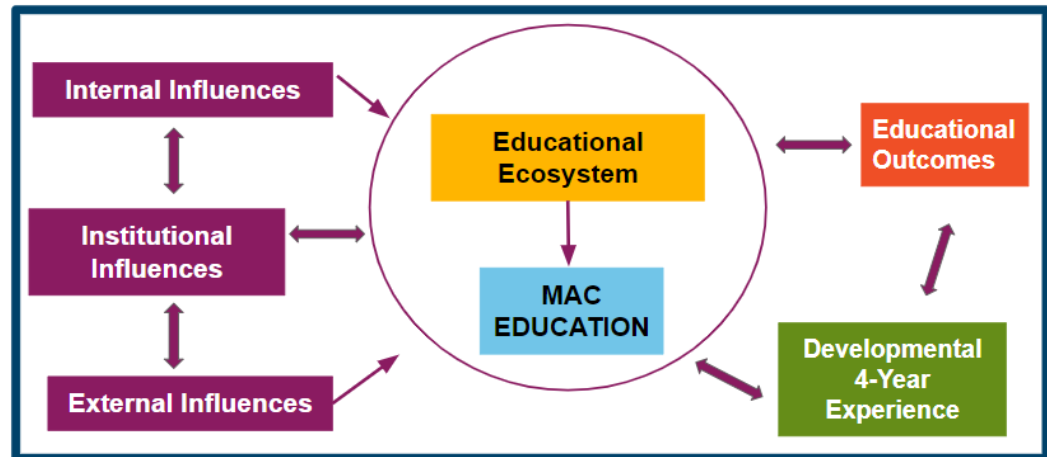 Internal Influences
Institutional
Influences
External Influences
Educational
Ecosystem
MAC
EDUCATION
Educational
Outcomes
Developmental
4-Year
Experience